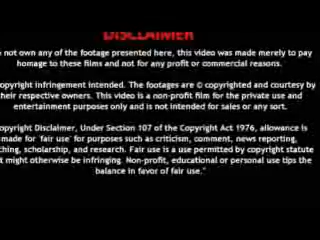 DISCLAIMER
not own any of the footage presented here, this video was made merely to pay
homage to these films and not for any profit or commercial reasons.
opyright infringement intended. The footages are © copyrighted and courtesy by
heir respective owners. This video is a non-profit film for the private use and
entertainment purposes only and is not intended for sales or any sort.
opyright Disclaimer, Under Section 107 of the Copyright Act 1976, allowance is
made for 'fair use' for purposes such as criticism, comment, news reporting,
ching, scholarship, and research. Fair use is a use permitted by copyright statute
t might otherwise be infringing. Non-profit, educational or personal use tips the
balance in favor of fair use."